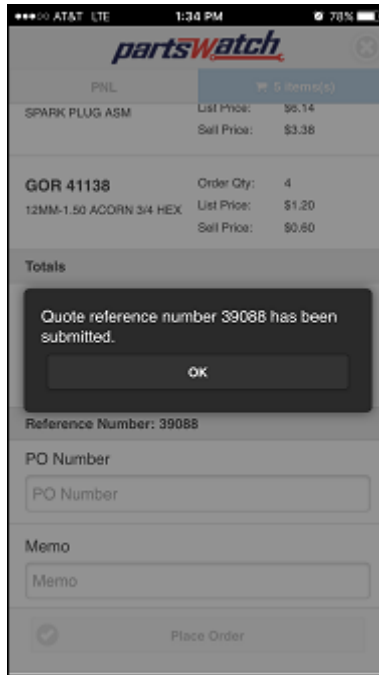 AT&T LTE 1:34 PM 78%
partsWatch
PNL 5 items(s)
SPARK PLUG ASM List Price: $6.14
Sell Price: $3.38
GOR 41138 Order Qty: 4
12MM-1.50 ACORN 3/4 HEX List Price: $1.20
Sell Price: $0.60
Totals
Quote reference number 39088 has been
submitted.
OK
Reference Number: 39088
PO Number
PO Number
Memo
Memo
Place Order